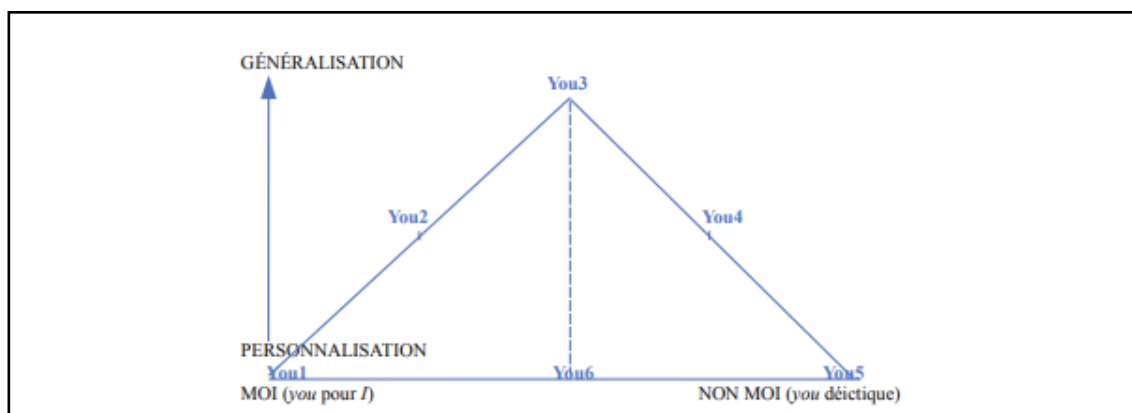 GÉNÉRALISATION
You3
You2
You4
PERSONNALISATION
You1
You6
You5
MOI (you pour I)
NON MOI (you déictique)